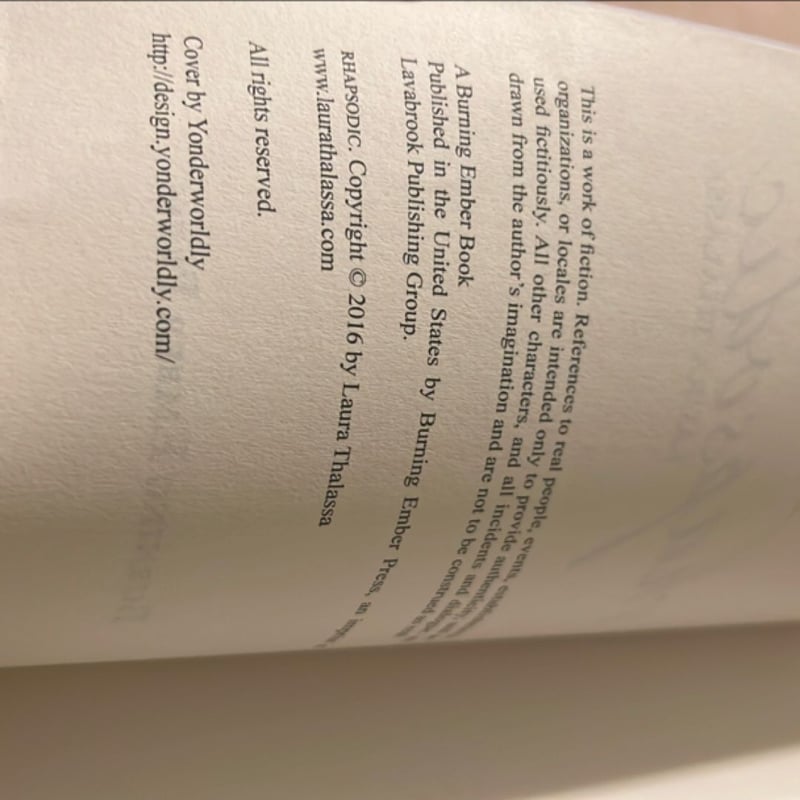 This is a work of fiction. References to real people, events,
organizations, or locales are intended only to provide
used fictitiously. All other characters, and all incidents and
drawn from the author's imagination and are not to be construed
A Burning Ember Book
Published in the United States by Burning Ember Press, an
Lavabrook Publishing Group.
RHAPSODIC. Copyright © 2016 by Laura Thalassa
www.laurathalassa.com
All rights reserved.
Cover by Yonderworldly
http://design.yonderworldly.com/